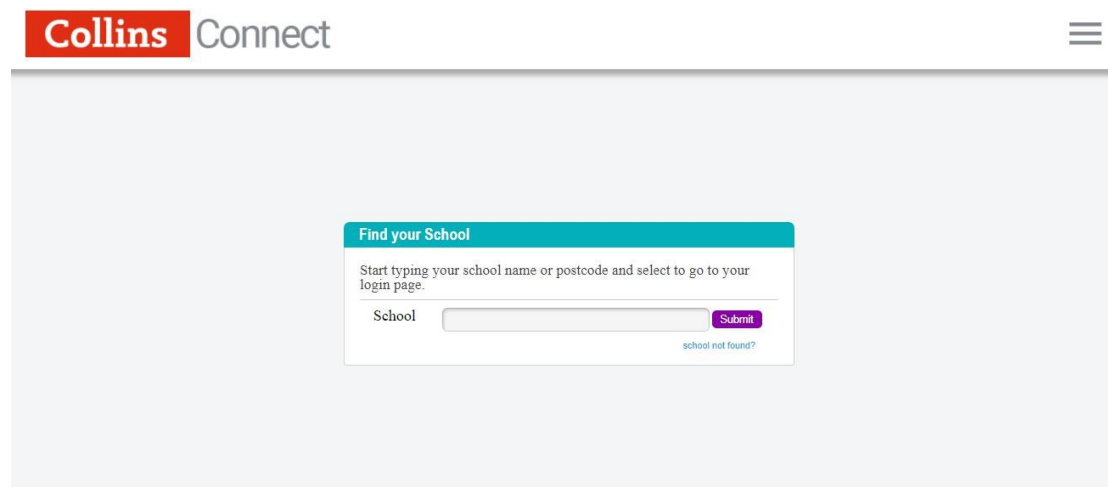 Collins Connect
Find your School
Start typing your school name or postcode and select to go to your
login page.
School Submit
school not found?